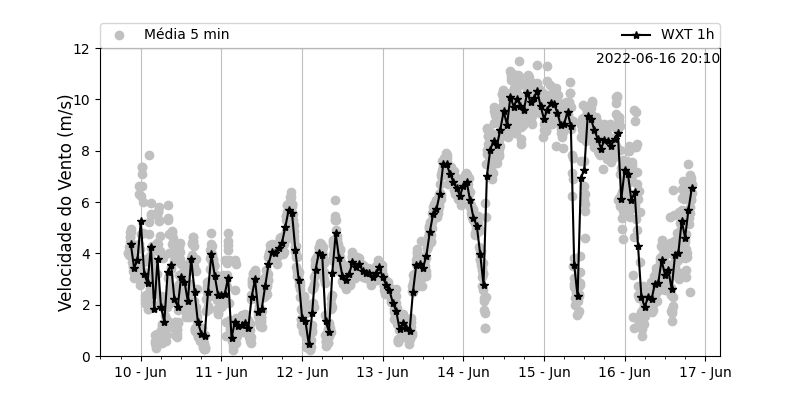 Média 5 min
WXT 1h
2022-06-16 20:10
Velocidade do Vento (m/s)
12
10
8
6
4
2
0
10 - Jun
11 - Jun
12 - Jun
13 - Jun
14 - Jun
15 - Jun
16 - Jun
17 - Jun